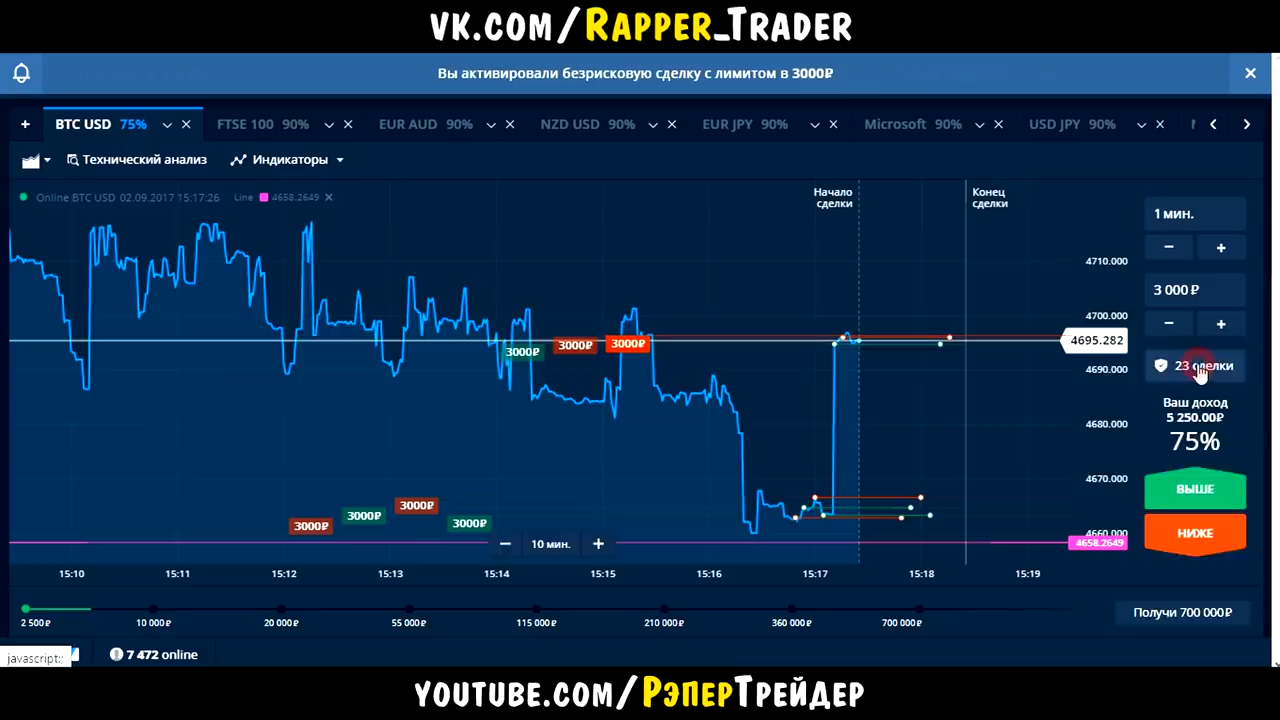 VK.COM/RAPPER_TRADER
Вы активировали безрисковую сделку с лимитом в 3000₽
BTC USD 75% FTSE 100 90% EUR AUD 90% NZD USD 90% EUR JPY 90% Microsoft 90% USD JPY 90%
Технический анализ Индикаторы
Online BTC USD 02.09.2017 15:17:26 Line 4658.2649
Начало сделки
Конец сделки
1 мин.
− +
3 000 ₽
− +
23 сделки
Ваш доход
5 250.00₽
75%
ВЫШЕ
НИЖЕ
4710.000
4700.000
4695.282
4690.000
4680.000
4670.000
4660.000
4658.2649
3000₽ 3000₽ 3000₽
3000₽ 3000₽ 3000₽ 3000₽
− 10 мин. +
15:10 15:11 15:12 15:13 15:14 15:15 15:16 15:17 15:18 15:19
2 500₽ 10 000₽ 20 000₽ 55 000₽ 115 000₽ 210 000₽ 360 000₽ 700 000₽
Получи 700 000₽
javascript:;
7 472 online
YOUTUBE.COM/РЭПЕРТРЕЙДЕР